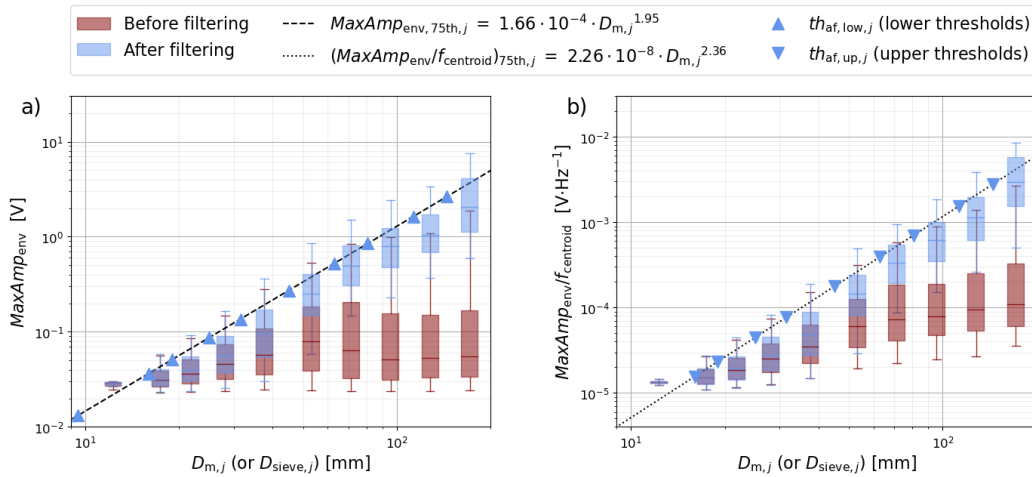 Before filtering
After filtering
MaxAmp_env, 75th, j = 1.66 · 10^−4 · D_m, j^1.95
(MaxAmp_env/f_centroid)_75th, j = 2.26 · 10^−8 · D_m, j^2.36
th_af, low, j (lower thresholds)
th_af, up, j (upper thresholds)
a)
MaxAmp_env [V]
10^1
10^0
10^−1
10^−2
10^1
10^2
D_m, j (or D_sieve, j) [mm]
b)
MaxAmp_env/f_centroid [V·Hz^−1]
10^−2
10^−3
10^−4
10^−5
10^1
10^2
D_m, j (or D_sieve, j) [mm]